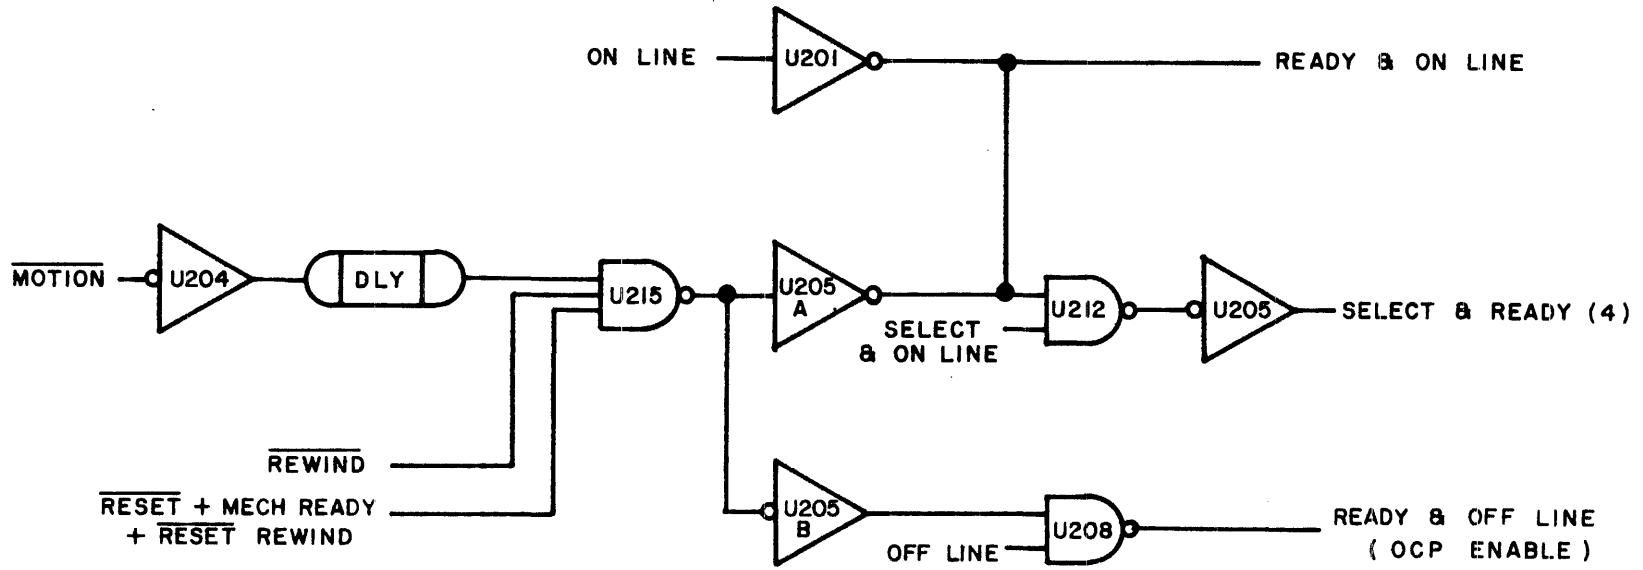 ON LINE
U201
READY & ON LINE
MOTION
U204
DLY
U215
U205
A
SELECT
& ON LINE
U212
U205
SELECT & READY (4)
REWIND
RESET + MECH READY
+ RESET REWIND
U205
B
OFF LINE
U208
READY & OFF LINE
( OCP ENABLE )